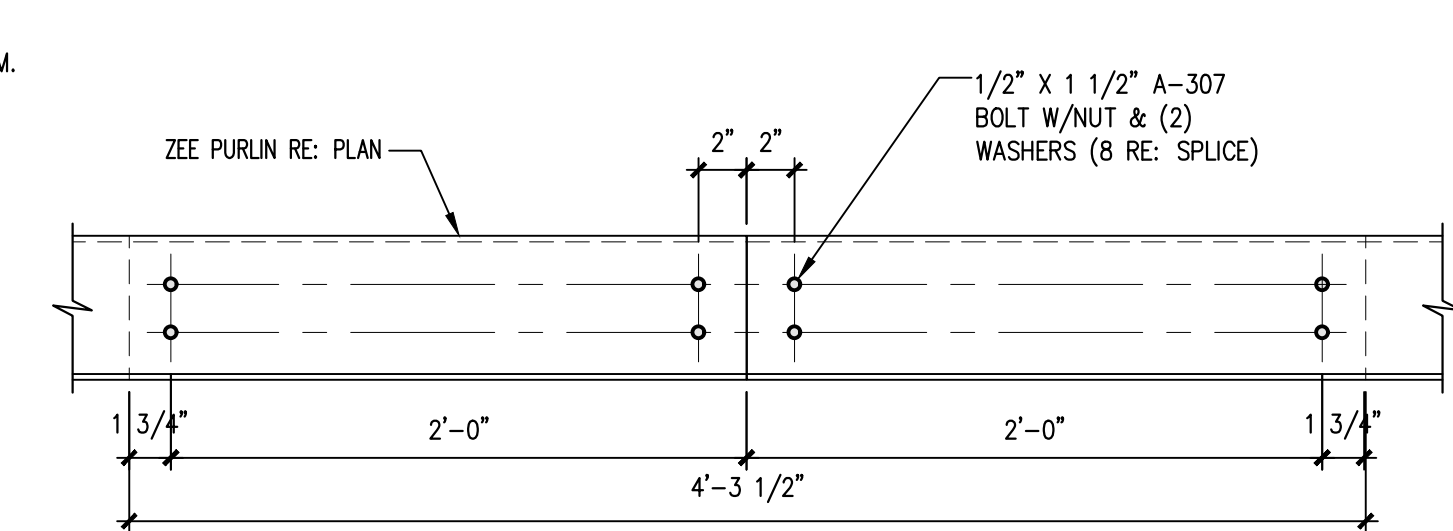 M.
1/2" X 1 1/2" A-307
BOLT W/NUT & (2)
WASHERS (8 RE: SPLICE)
ZEE PURLIN RE: PLAN
2" 2"
1 3/4" 2'-0" 2'-0" 1 3/4"
4'-3 1/2"